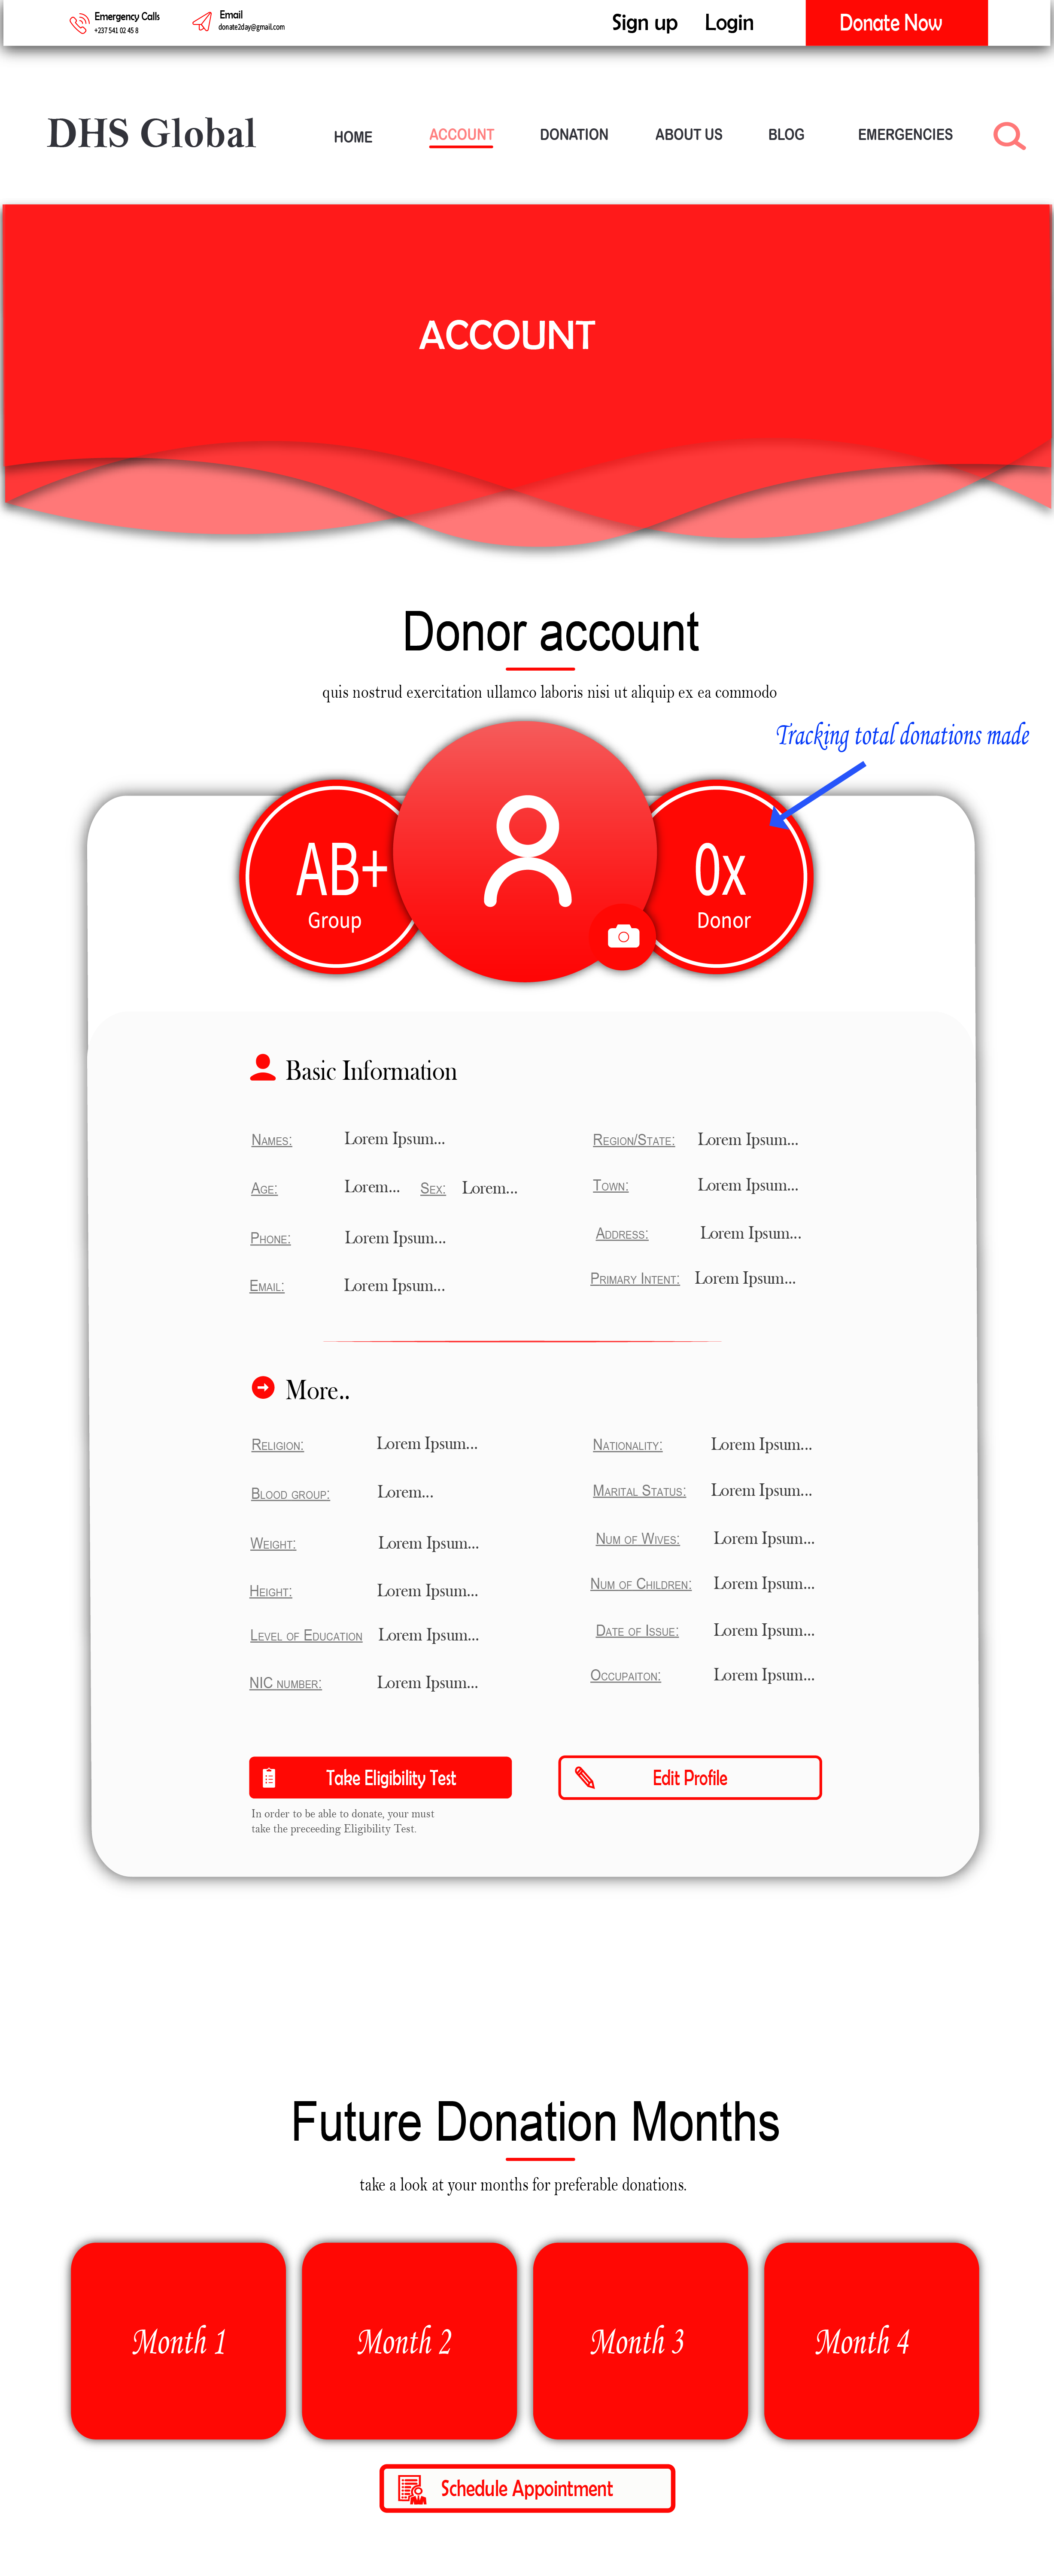 Emergency Calls
+237 541 02 45 8
Email
donate2day@gmail.com
Sign up
Login
Donate Now
DHS Global
HOME
ACCOUNT
DONATION
ABOUT US
BLOG
EMERGENCIES
ACCOUNT
Donor account
quis nostrud exercitation ullamco laboris nisi ut aliquip ex ea commodo
Tracking total donations made
AB+
Group
0x
Donor
Basic Information
Names: Lorem Ipsum...
Region/State: Lorem Ipsum...
Age: Lorem... Sex: Lorem...
Town: Lorem Ipsum...
Phone: Lorem Ipsum...
Address: Lorem Ipsum...
Email: Lorem Ipsum...
Primary Intent: Lorem Ipsum...
More..
Religion: Lorem Ipsum...
Nationality: Lorem Ipsum...
Blood group: Lorem...
Marital Status: Lorem Ipsum...
Weight: Lorem Ipsum...
Num of Wives: Lorem Ipsum...
Height: Lorem Ipsum...
Num of Children: Lorem Ipsum...
Level of Education Lorem Ipsum...
Date of Issue: Lorem Ipsum...
NIC number: Lorem Ipsum...
Occupaiton: Lorem Ipsum...
Take Eligibility Test
Edit Profile
In order to be able to donate, your must
take the preceeding Eligibility Test.
Future Donation Months
take a look at your months for preferable donations.
Month 1
Month 2
Month 3
Month 4
Schedule Appointment